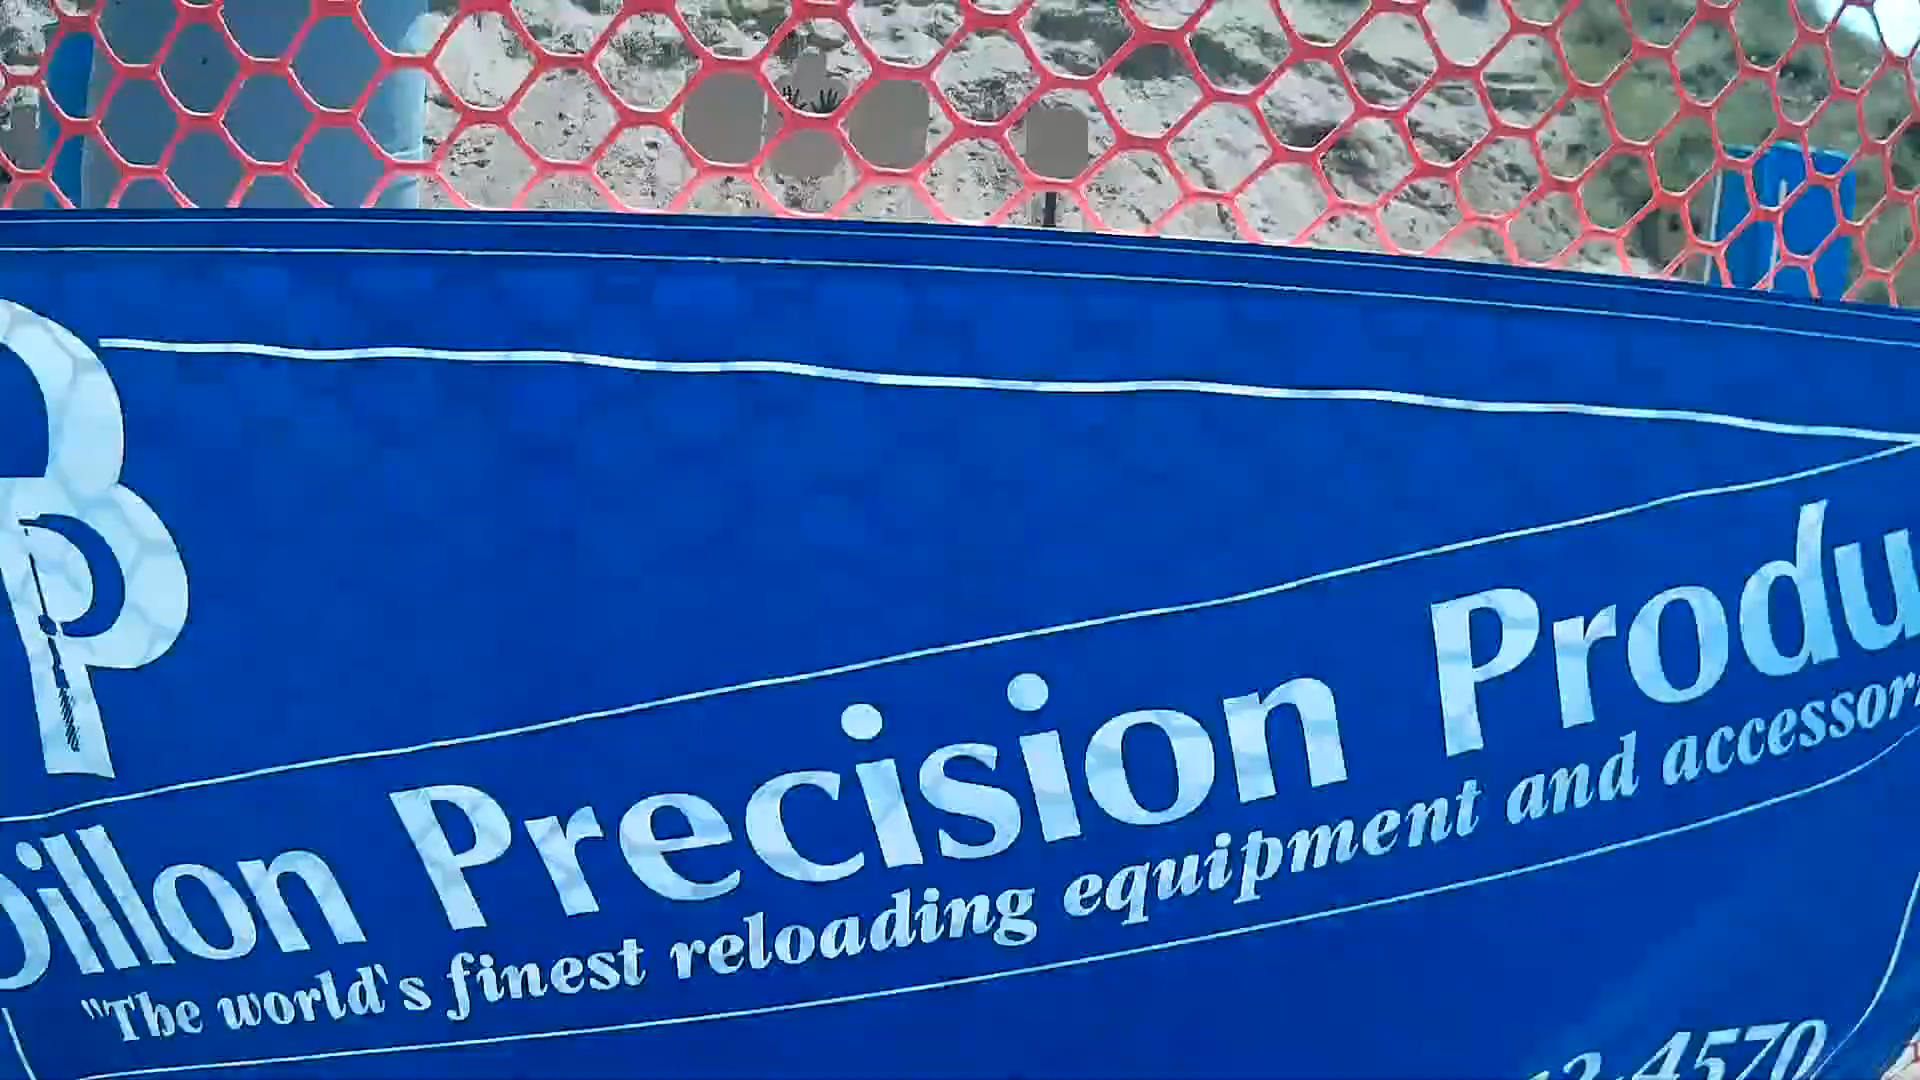 Dillon Precision Produ
"The world's finest reloading equipment and accessor
-4570